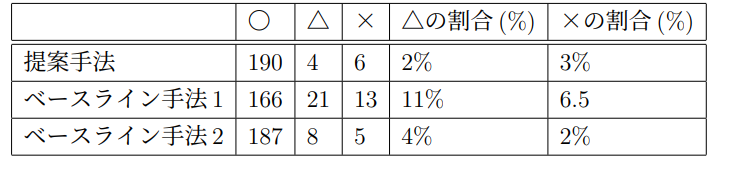 ○ △ × △の割合 (%) ×の割合 (%)
提案手法 190 4 6 2% 3%
ベースライン手法 1 166 21 13 11% 6.5
ベースライン手法 2 187 8 5 4% 2%